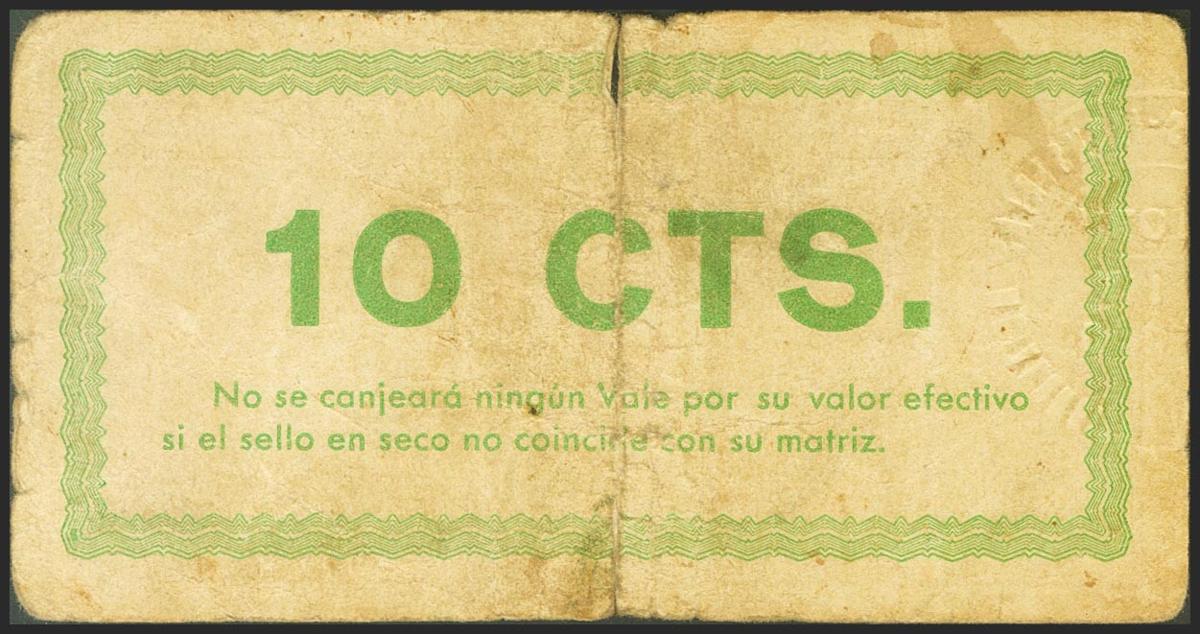 10 CTS.
No se canjeará ningún Vale por su valor efectivo
si el sello en seco no coincide con su matriz.